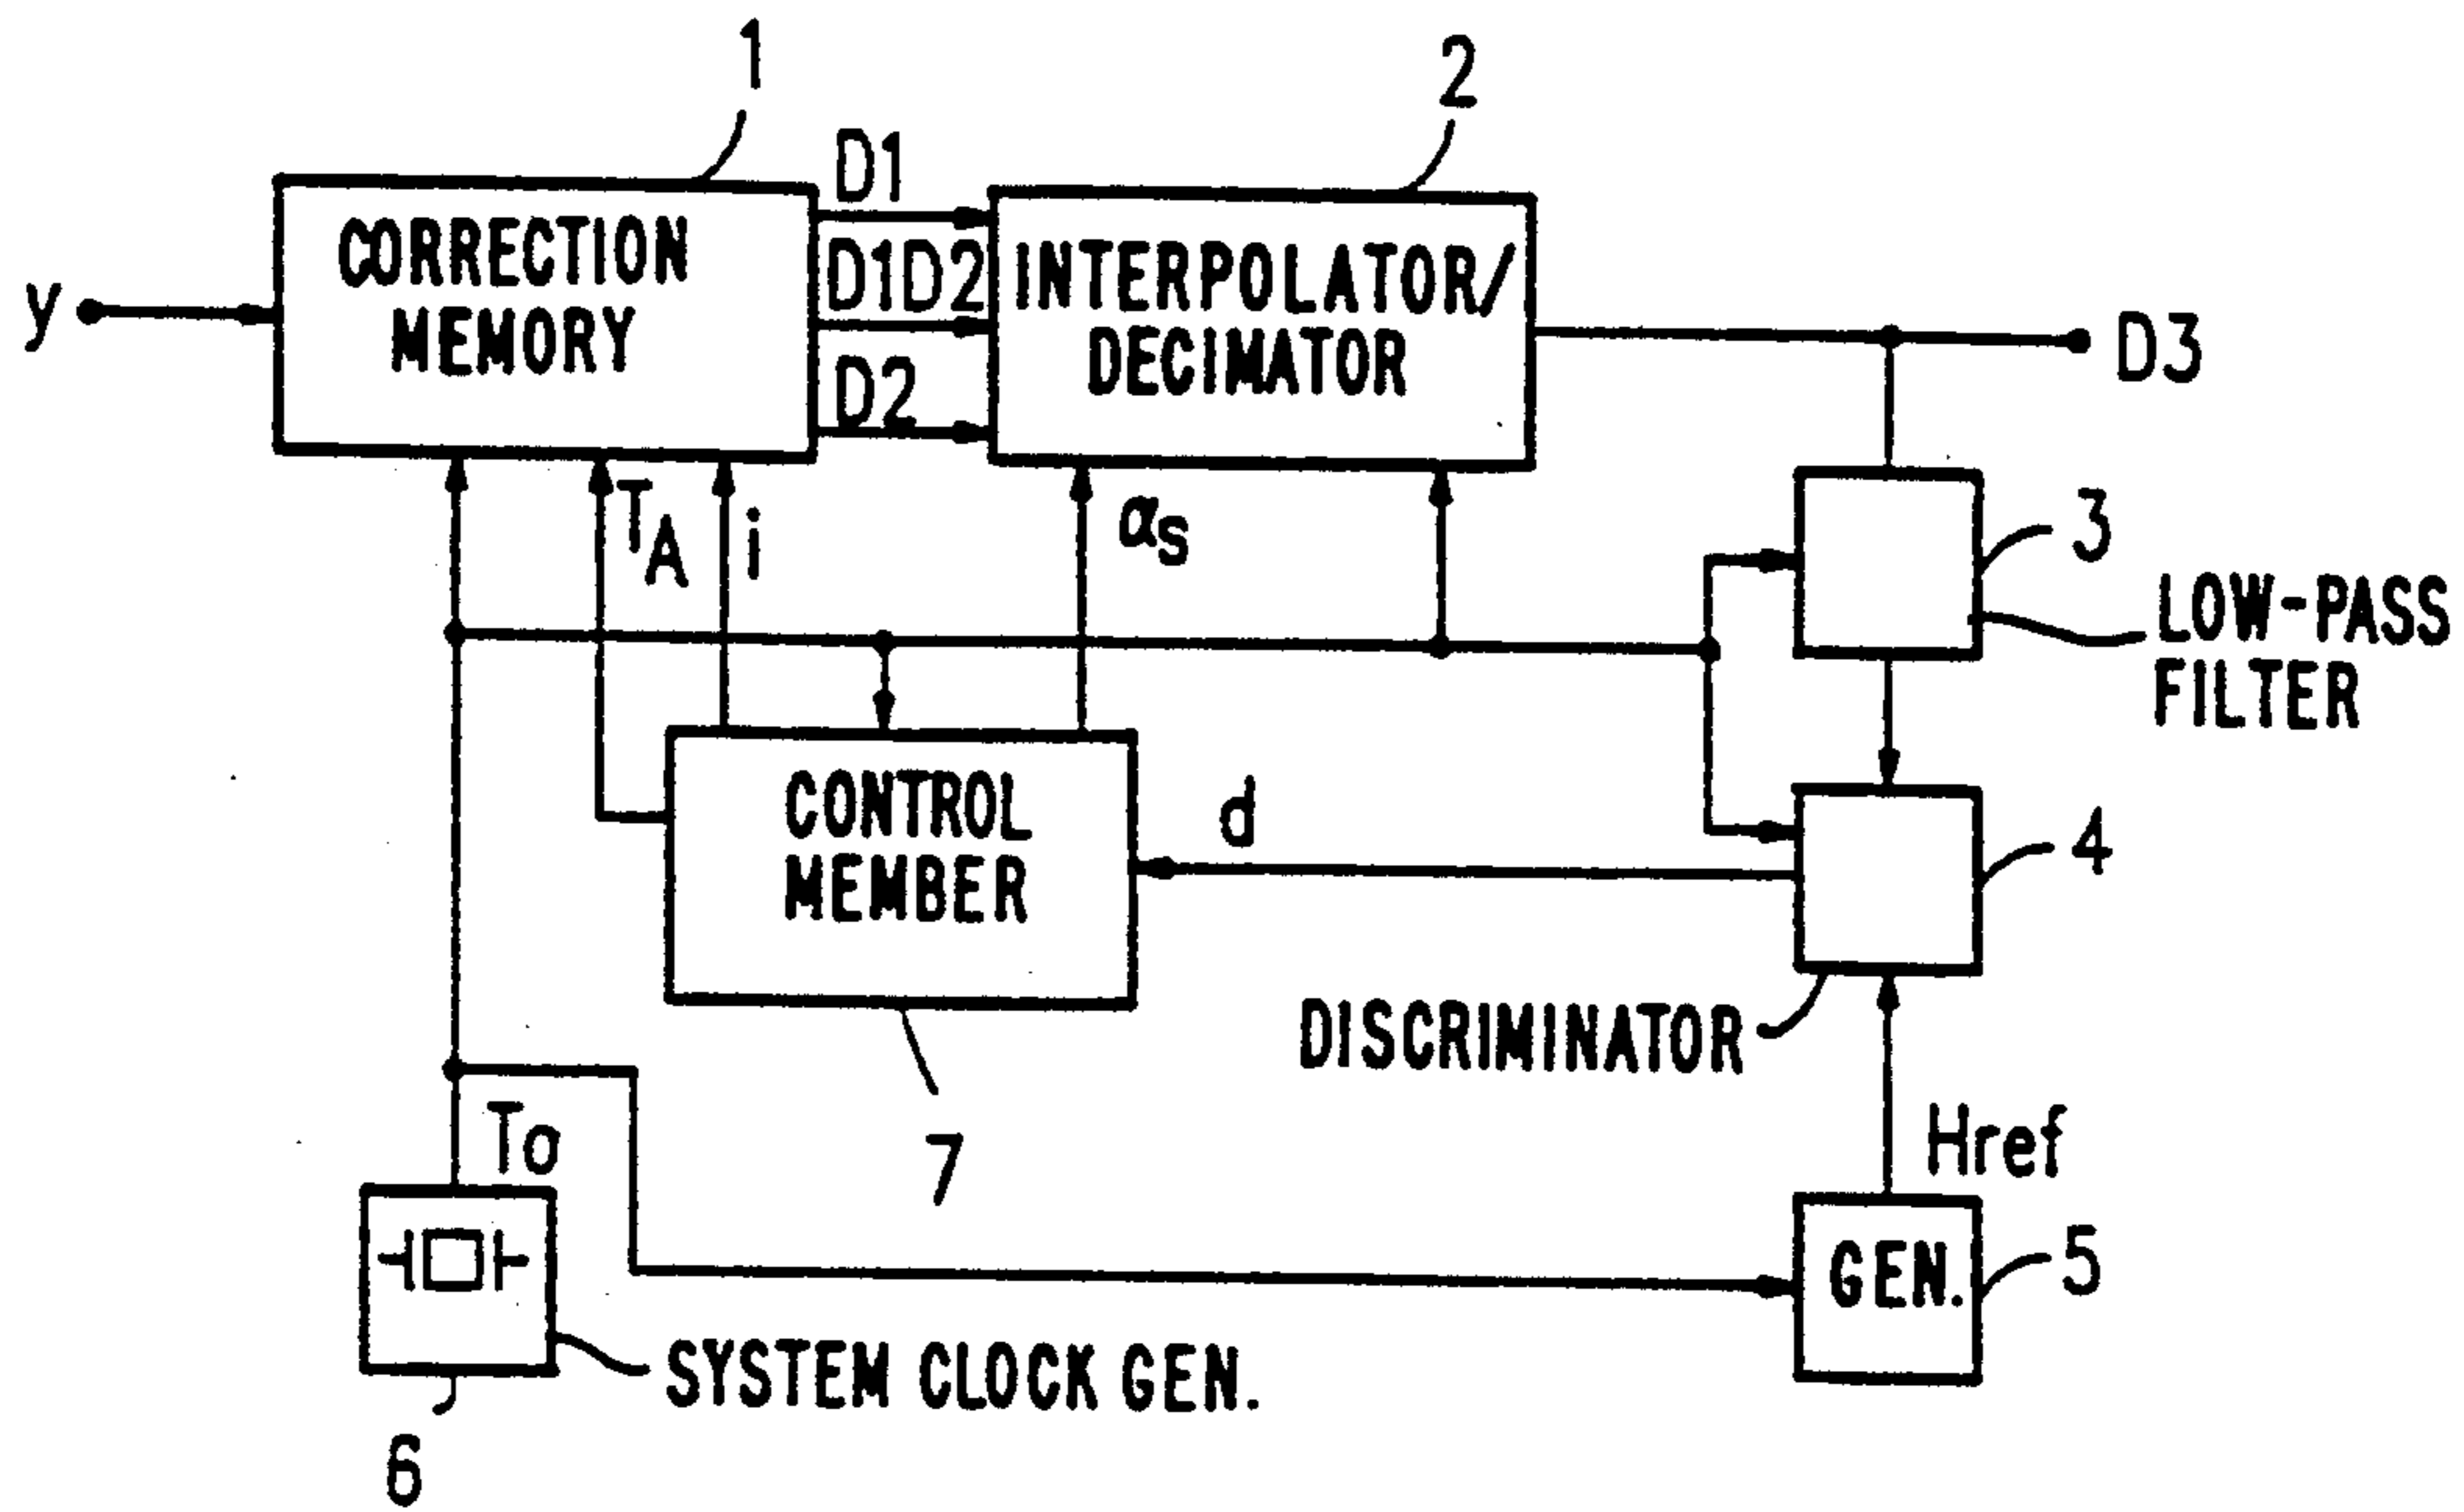 1
2
D1
CORRECTION
MEMORY
D1D2
INTERPOLATOR/
DECIMATOR
y
D2
D3
TA
i
αs
3
LOW-PASS
FILTER
CONTROL
MEMBER
d
4
DISCRIMINATOR
To
7
Href
GEN.
5
SYSTEM CLOCK GEN.
6